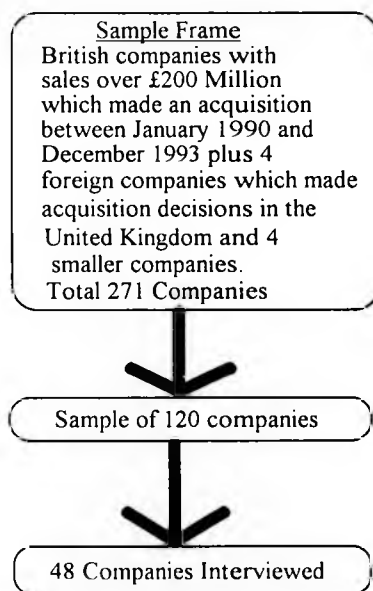 Sample Frame
British companies with
sales over £200 Million
which made an acquisition
between January 1990 and
December 1993 plus 4
foreign companies which made
acquisition decisions in the
United Kingdom and 4
smaller companies.
Total 271 Companies
Sample of 120 companies
48 Companies Interviewed